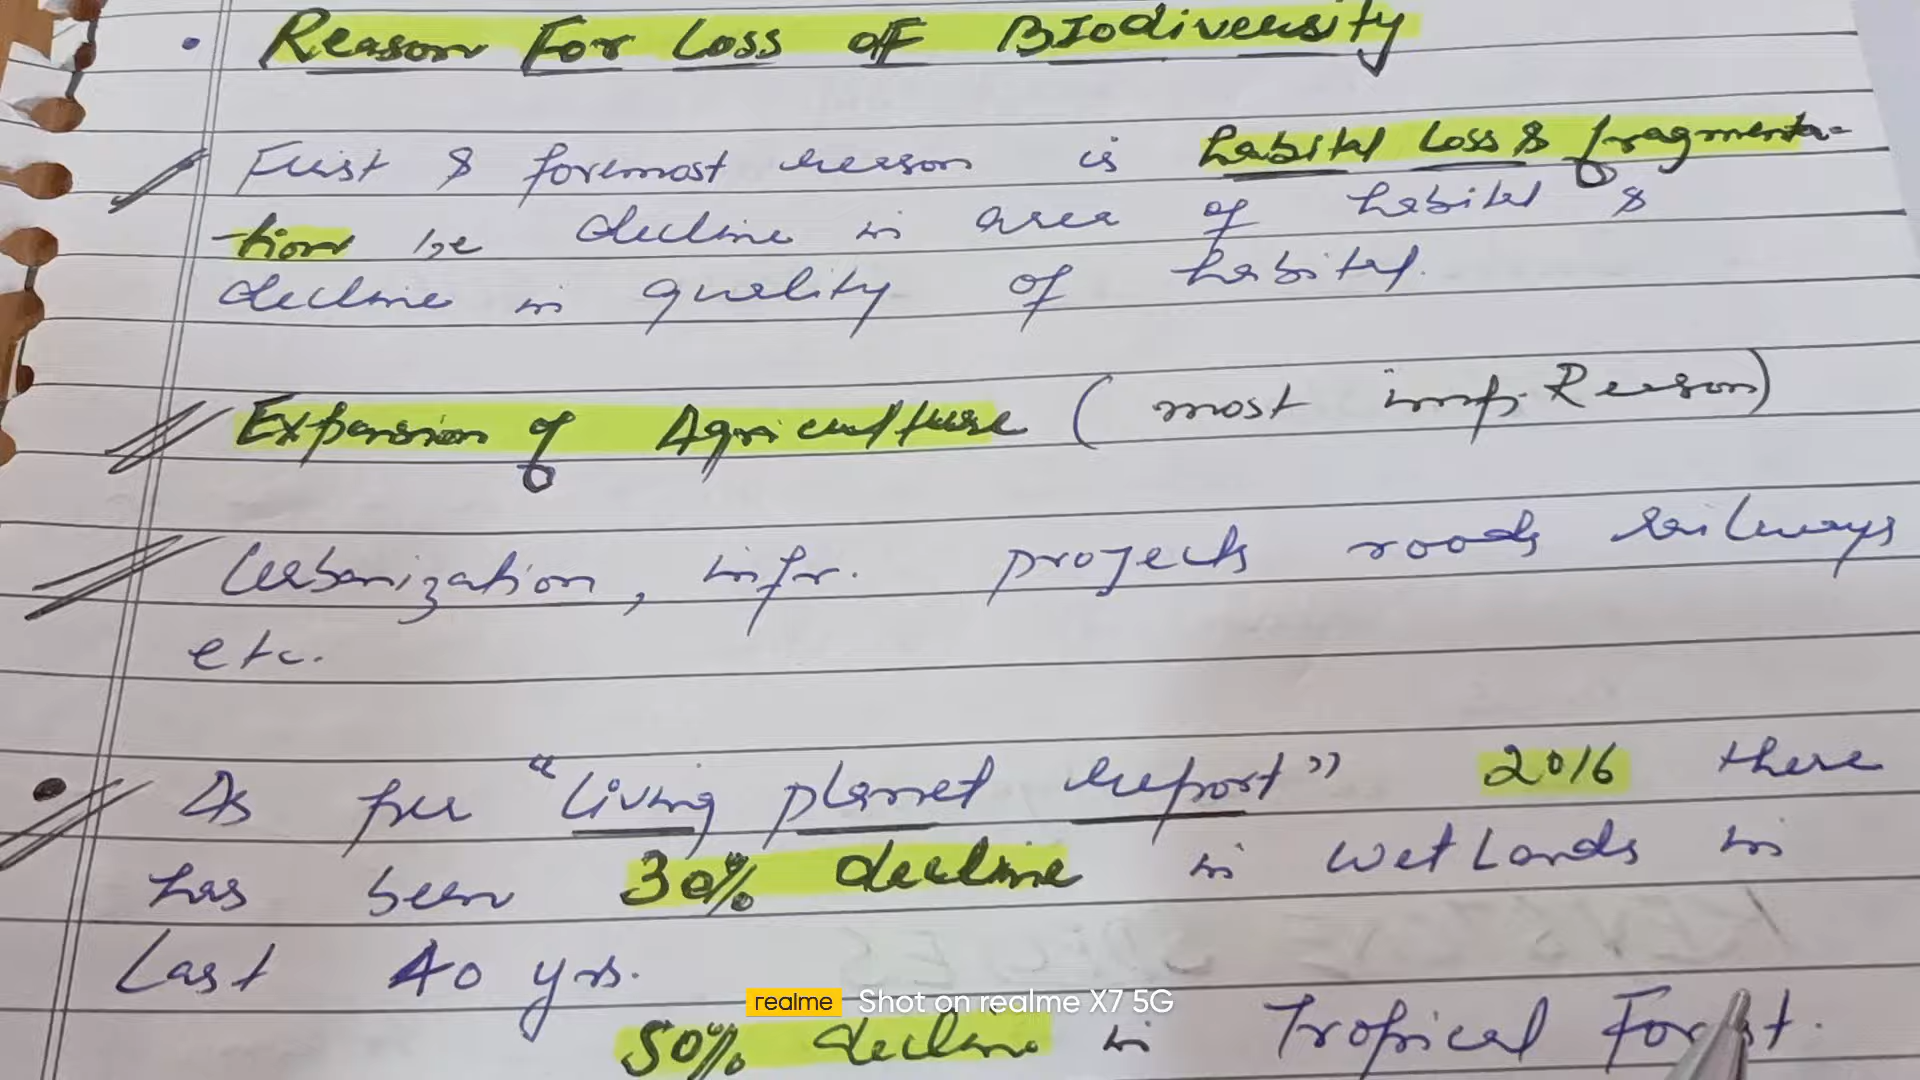 • Reason For Loss of BIodiversity
First & foremost reason is habitat Loss & fragmenta-
-tion ie decline in area of habitat &
decline in quality of habitat.
Expansion of Agriculture (most imp. Reason)
Urbanization, infr. projects roads railways
etc.
• As per "Living planet report" 2016 there
has been 30% decline in wetLands in
Last 40 yrs.
50% decline in Tropical Forest.
realme Shot on realme X7 5G